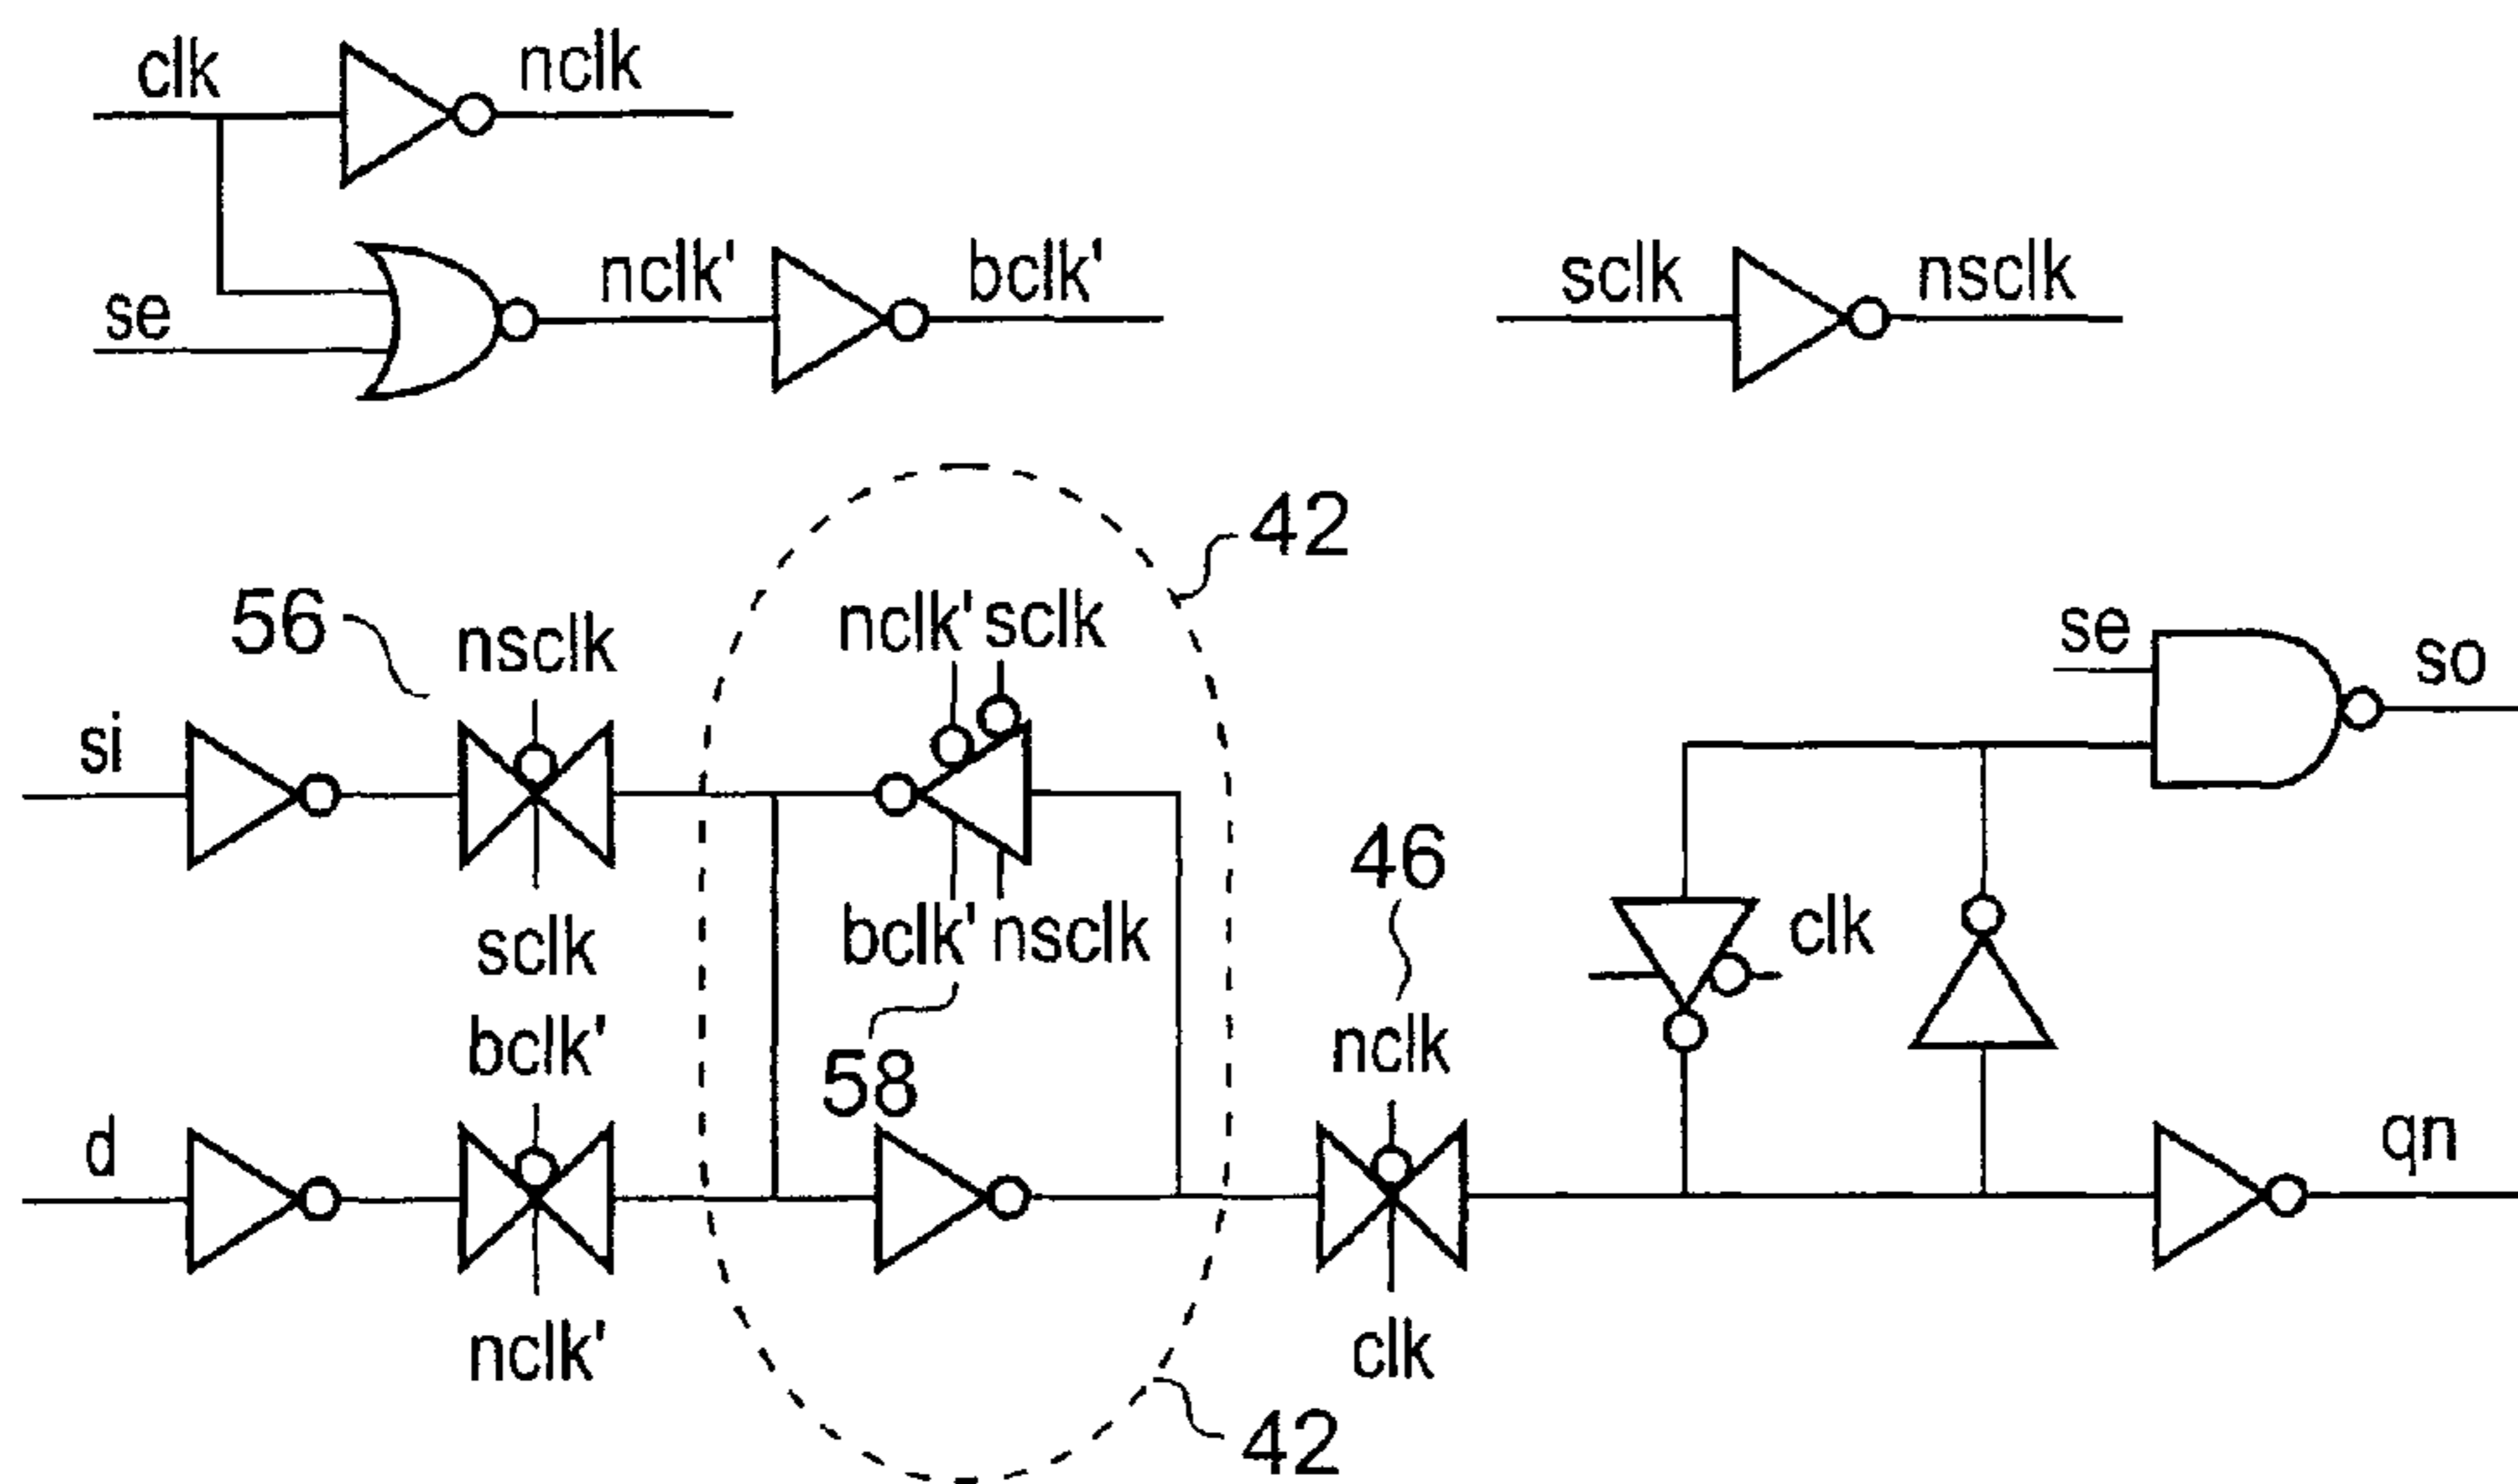 clk
nclk
se
nclk'
bclk'
sclk
nsclk
42
56
nsclk
nclk' sclk
se
so
si
46
clk
sclk
bclk' nsclk
bclk'
58
nclk
d
qn
nclk'
clk
42